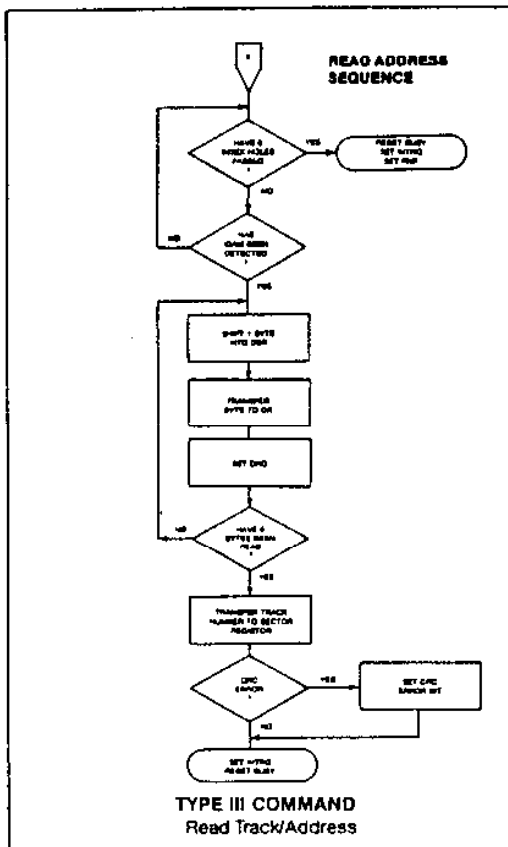 READ ADDRESS
SEQUENCE
INDEX HOLES
PASSED
?
YES
RESET BUSY
SET INTRQ
SET RNF
NO
HAS
IDAM BEEN
DETECTED
?
NO
YES
SHIFT 1 BYTE
INTO DSR
TRANSFER
BYTE TO DR
SET DRQ
HAVE 6
BYTES BEEN
READ
?
NO
YES
TRANSFER TRACK
NUMBER TO SECTOR
REGISTOR
CRC
ERROR
?
YES
SET CRC
ERROR BIT
NO
SET INTRQ
RESET BUSY
TYPE III COMMAND
Read Track/Address